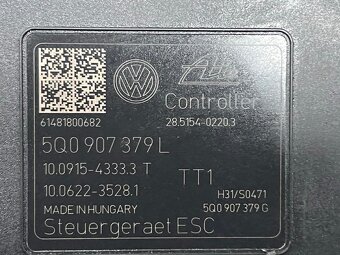 VW Ate
Controller
61481800682 28.5154-0220.3
5Q0 907 379 L
10.0915-4333.3 T
TT1
10.0622-3528.1
H31/S0471
MADE IN HUNGARY 5Q0 907 379 G
Steuergeraet ESC